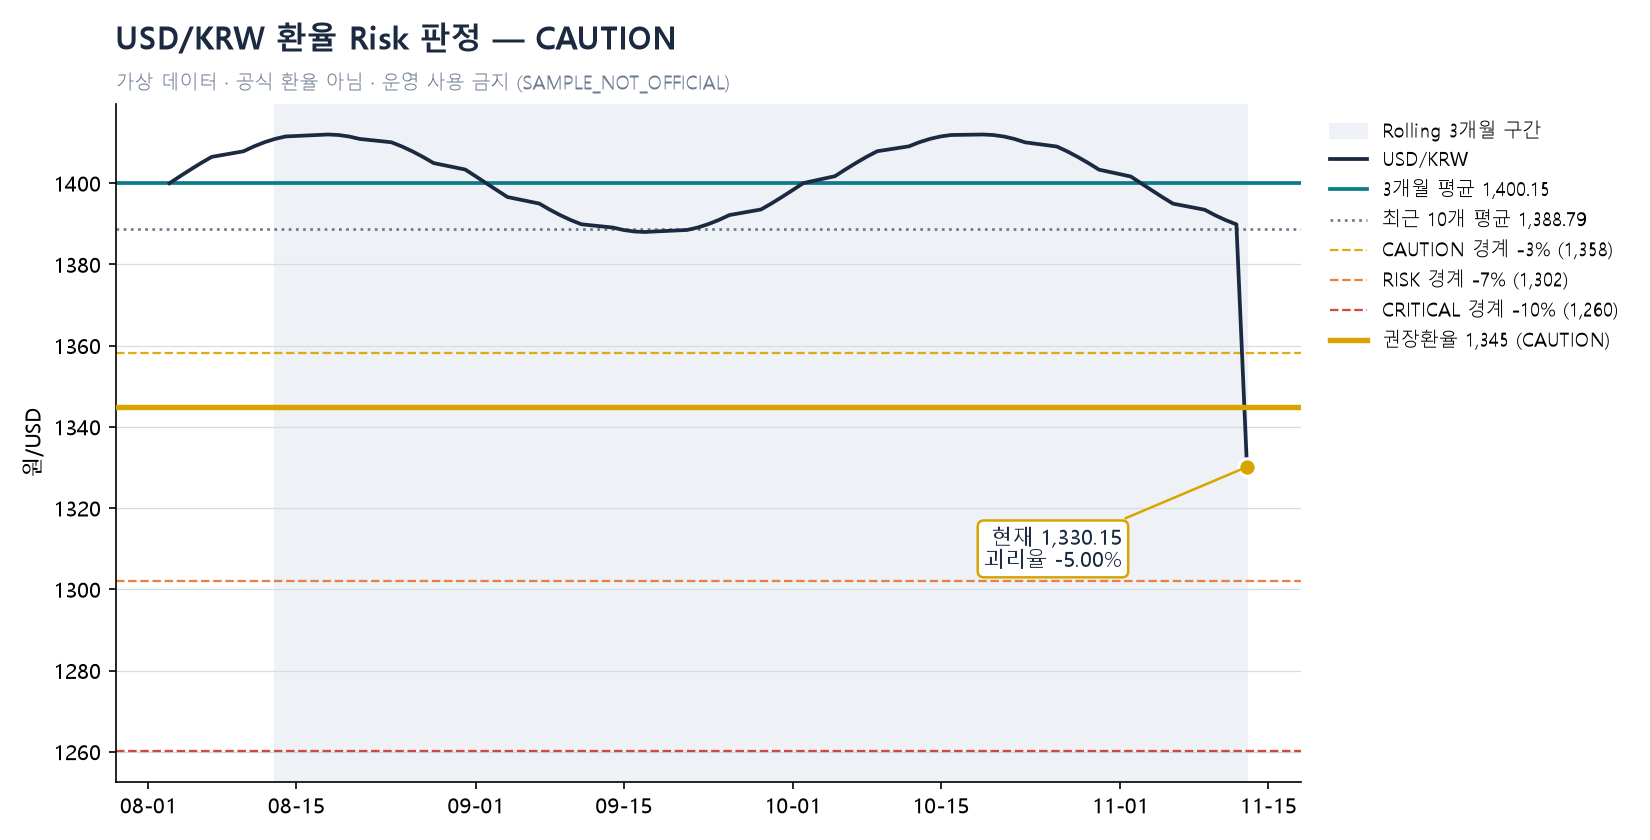 USD/KRW 환율 Risk 판정 — CAUTION
가상 데이터 · 공식 환율 아님 · 운영 사용 금지 (SAMPLE_NOT_OFFICIAL)
원/USD
1400
1380
1360
1340
1320
1300
1280
1260
현재 1,330.15
괴리율 -5.00%
08-01
08-15
09-01
09-15
10-01
10-15
11-01
11-15
Rolling 3개월 구간
USD/KRW
3개월 평균 1,400.15
최근 10개 평균 1,388.79
CAUTION 경계 -3% (1,358)
RISK 경계 -7% (1,302)
CRITICAL 경계 -10% (1,260)
권장환율 1,345 (CAUTION)